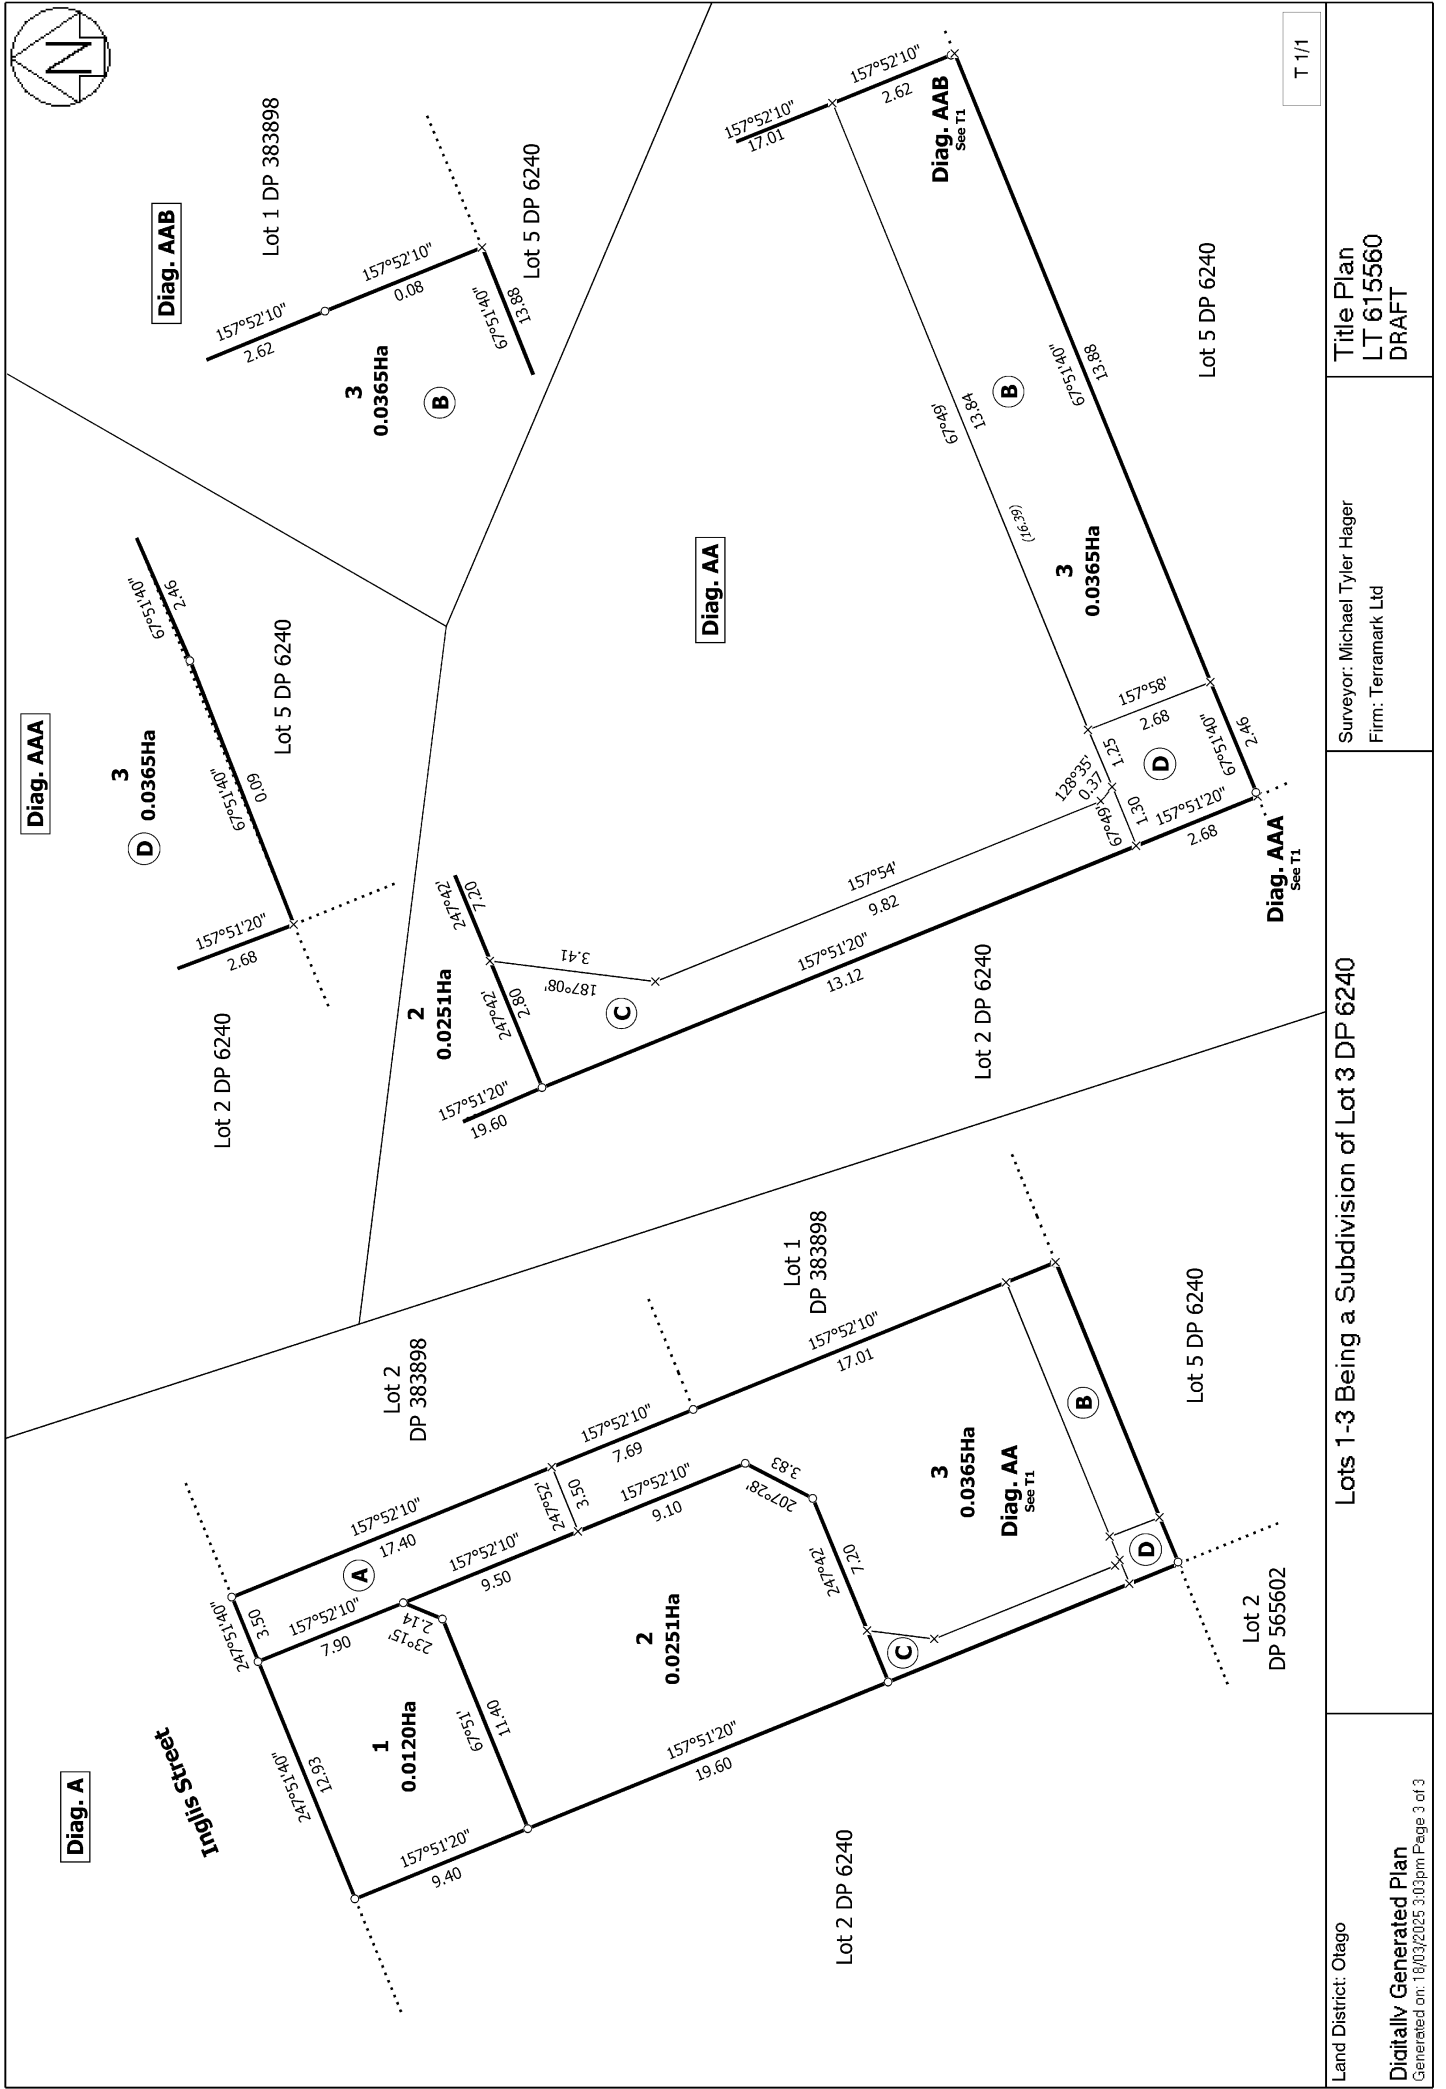 Diag. A
Inglis Street
247°51'40"
12.93
247°51'40"
3.50
157°52'10"
17.40
A
157°52'10"
7.90
157°52'10"
9.50
23°15'
2.14
1
0.0120Ha
67°51'
11.40
157°51'20"
9.40
Lot 2
DP 383898
247°52'
3.50
157°52'10"
7.69
157°52'10"
9.10
207°28'
3.83
2
0.0251Ha
157°51'20"
19.60
247°42'
7.20
Lot 1
DP 383898
157°52'10"
17.01
3
0.0365Ha
Diag. AA
See T1
B
C
D
Lot 2 DP 6240
Lot 2
DP 565602
Lot 5 DP 6240
Diag. AAA
3
0.0365Ha
D
67°51'40"
2.46
67°51'40"
0.09
157°51'20"
2.68
Lot 5 DP 6240
Lot 2 DP 6240
Diag. AAB
N
Lot 1 DP 383898
157°52'10"
2.62
157°52'10"
0.08
3
0.0365Ha
B
67°51'40"
13.88
Lot 5 DP 6240
Diag. AA
2
0.0251Ha
247°42'
7.20
247°42'
2.80
157°51'20"
19.60
187°08'
3.41
C
157°54'
9.82
157°51'20"
13.12
Lot 2 DP 6240
128°35'
0.37
67°49'
1.30
1.25
157°51'20"
2.68
D
157°58'
2.68
67°51'40"
2.46
Diag. AAA
See T1
3
0.0365Ha
(16.39)
67°49'
13.84
B
67°51'40"
13.88
157°52'10"
17.01
157°52'10"
2.62
Diag. AAB
See T1
Lot 5 DP 6240
T 1/1
Land District: Otago
Digitally Generated Plan
Generated on: 18/03/2025 3:03pm Page 3 of 3
Lots 1-3 Being a Subdivision of Lot 3 DP 6240
Surveyor: Michael Tyler Hager
Firm: Terramark Ltd
Title Plan
LT 615560
DRAFT